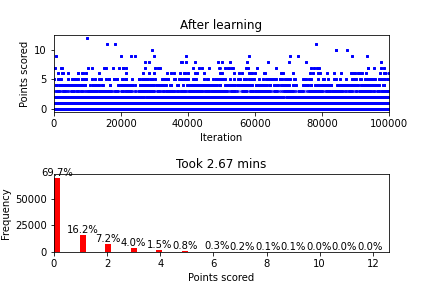 After learning
Points scored
10
5
0
0 20000 40000 60000 80000 100000
Iteration
Took 2.67 mins
Frequency
50000
25000
0
69.7% 16.2% 7.2% 4.0% 1.5% 0.8% 0.3% 0.2% 0.1% 0.1% 0.0% 0.0% 0.0%
0 2 4 6 8 10 12
Points scored